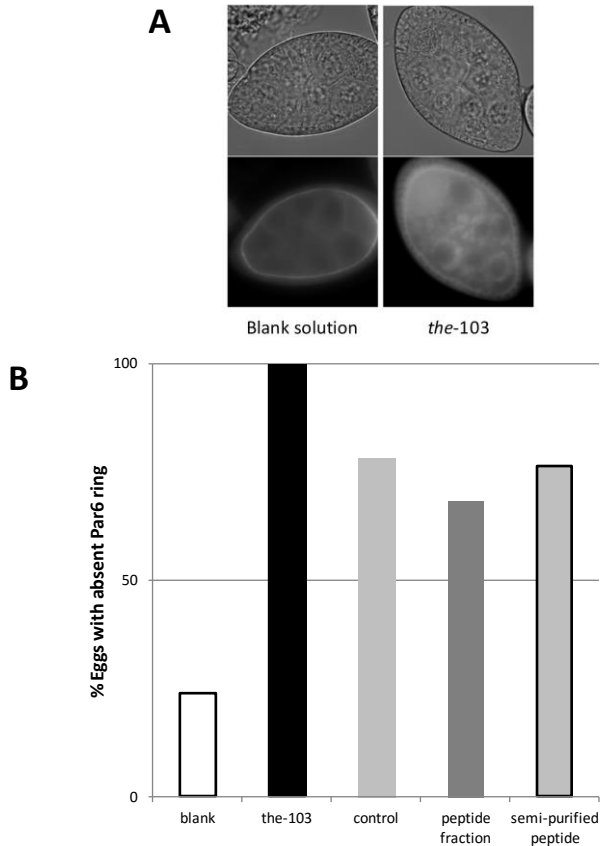 A
Blank solution
the-103
B
% Eggs with absent Par6 ring
100
50
0
blank
the-103
control
peptide
fraction
semi-purified
peptide